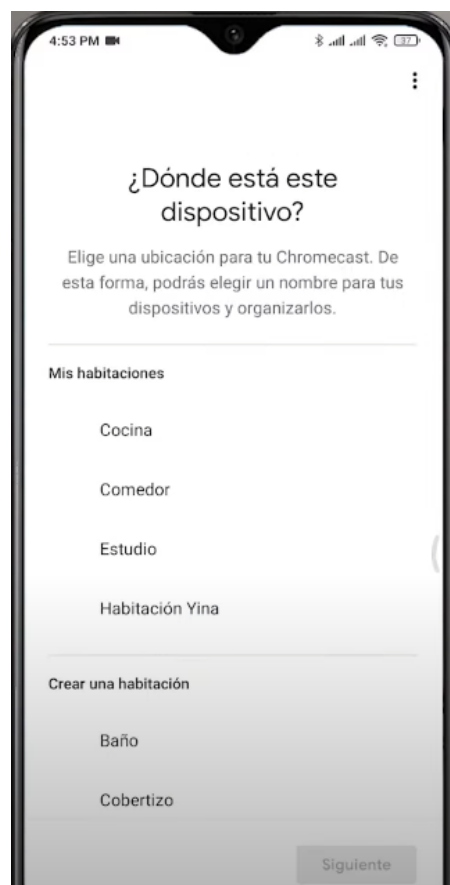 4:53 PM
37
¿Dónde está este
dispositivo?
Elige una ubicación para tu Chromecast. De
esta forma, podrás elegir un nombre para tus
dispositivos y organizarlos.
Mis habitaciones
Cocina
Comedor
Estudio
Habitación Yina
Crear una habitación
Baño
Cobertizo
Siguiente